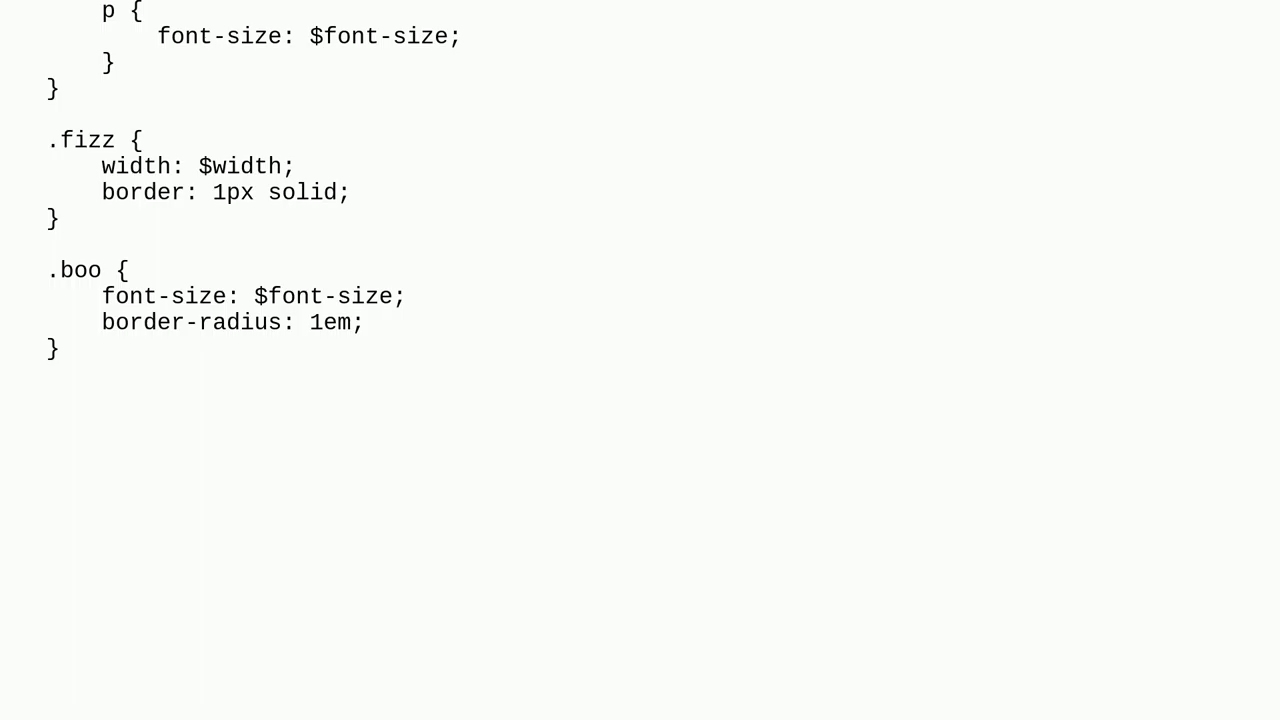 p {
font-size: $font-size;
}
}
.fizz {
width: $width;
border: 1px solid;
}
.boo {
font-size: $font-size;
border-radius: 1em;
}